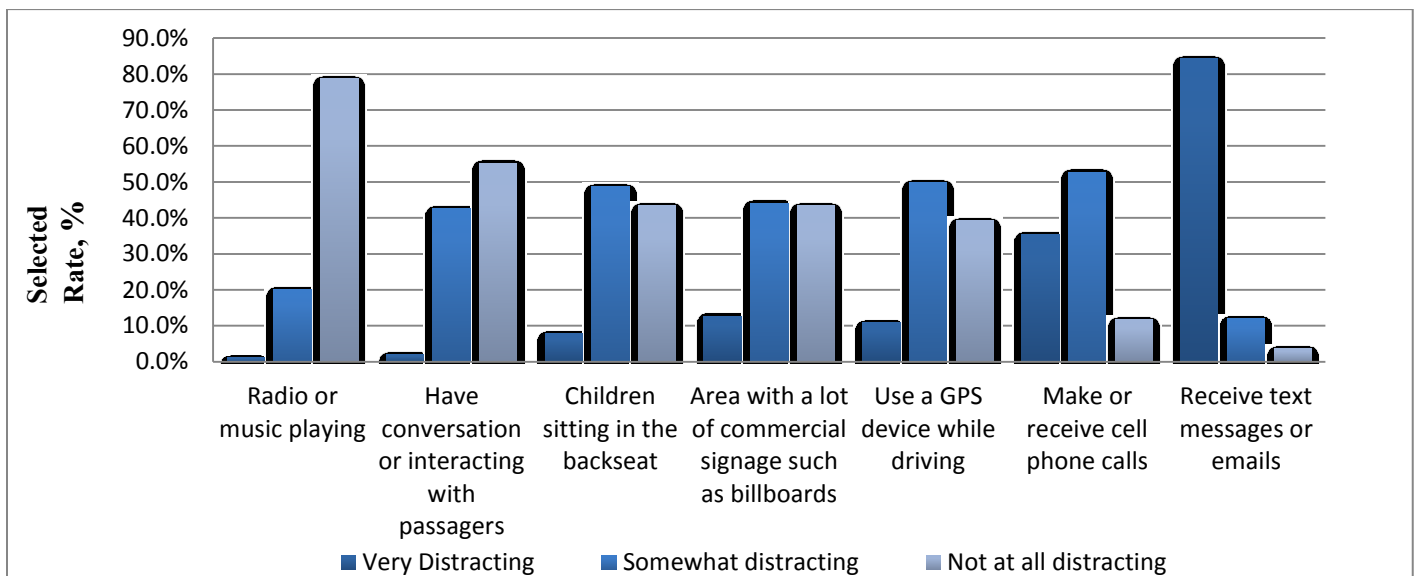 90.0%
80.0%
70.0%
60.0%
50.0%
40.0%
30.0%
20.0%
10.0%
0.0%
Selected
Rate, %
Radio or
music playing
Have
conversation
or interacting
with
passagers
Children
sitting in the
backseat
Area with a lot
of commercial
signage such
as billboards
Use a GPS
device while
driving
Make or
receive cell
phone calls
Receive text
messages or
emails
Very Distracting
Somewhat distracting
Not at all distracting